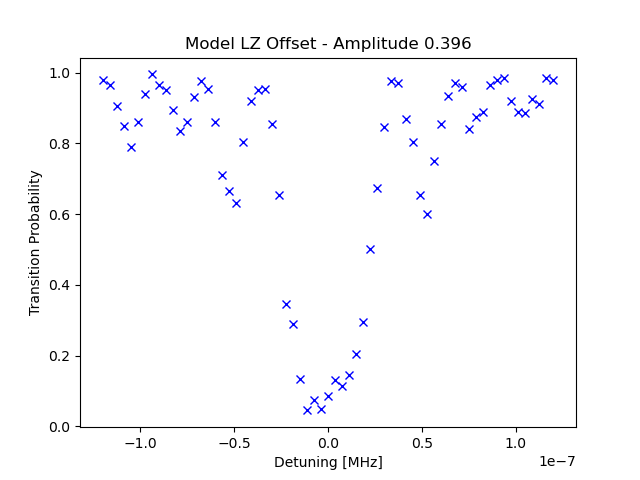 Model LZ Offset - Amplitude 0.396
Transition Probability
1.0
0.8
0.6
0.4
0.2
0.0
−1.0 −0.5 0.0 0.5 1.0
1e−7
Detuning [MHz]